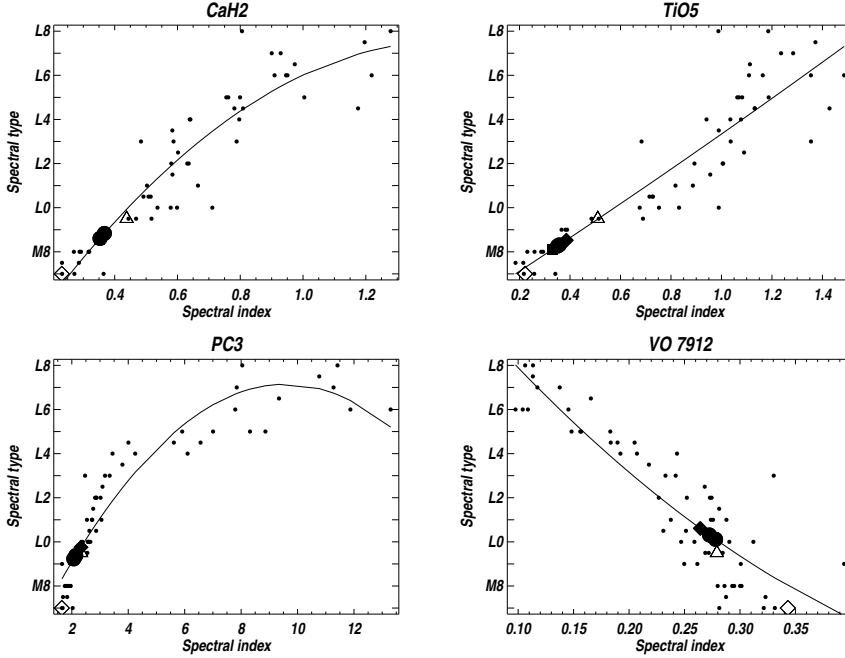 CaH2
TiO5
L8
L6
L4
L2
L0
M8
Spectral type
0.4 0.6 0.8 1.0 1.2
Spectral index
L8
L6
L4
L2
L0
M8
Spectral type
0.2 0.4 0.6 0.8 1.0 1.2 1.4
Spectral index
PC3
VO 7912
L8
L6
L4
L2
L0
M8
Spectral type
2 4 6 8 10 12
Spectral index
L8
L6
L4
L2
L0
M8
Spectral type
0.10 0.15 0.20 0.25 0.30 0.35
Spectral index